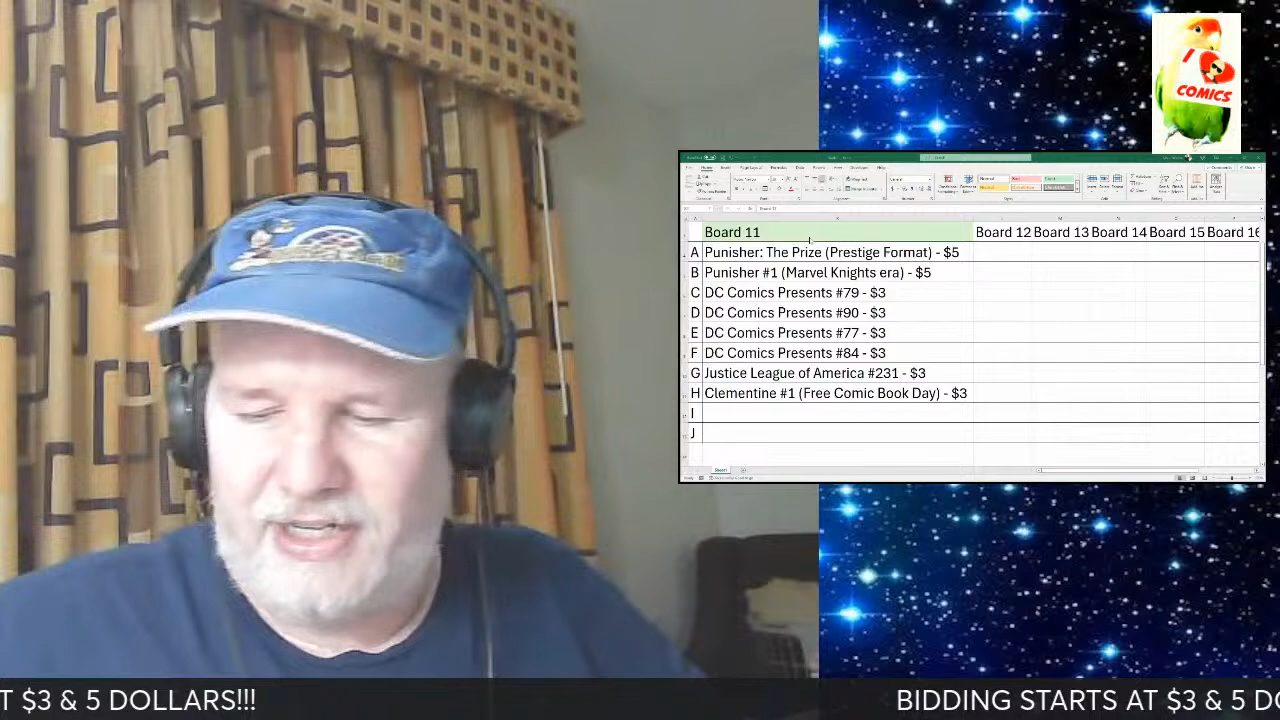 COMICS
Board 11
Board 12 Board 13 Board 14 Board 15 Board 16
A Punisher: The Prize (Prestige Format) - $5
B Punisher #1 (Marvel Knights era) - $5
C DC Comics Presents #79 - $3
D DC Comics Presents #90 - $3
E DC Comics Presents #77 - $3
F DC Comics Presents #84 - $3
G Justice League of America #231 - $3
H Clementine #1 (Free Comic Book Day) - $3
I
J
T $3 & 5 DOLLARS!!!
BIDDING STARTS AT $3 & 5 DO